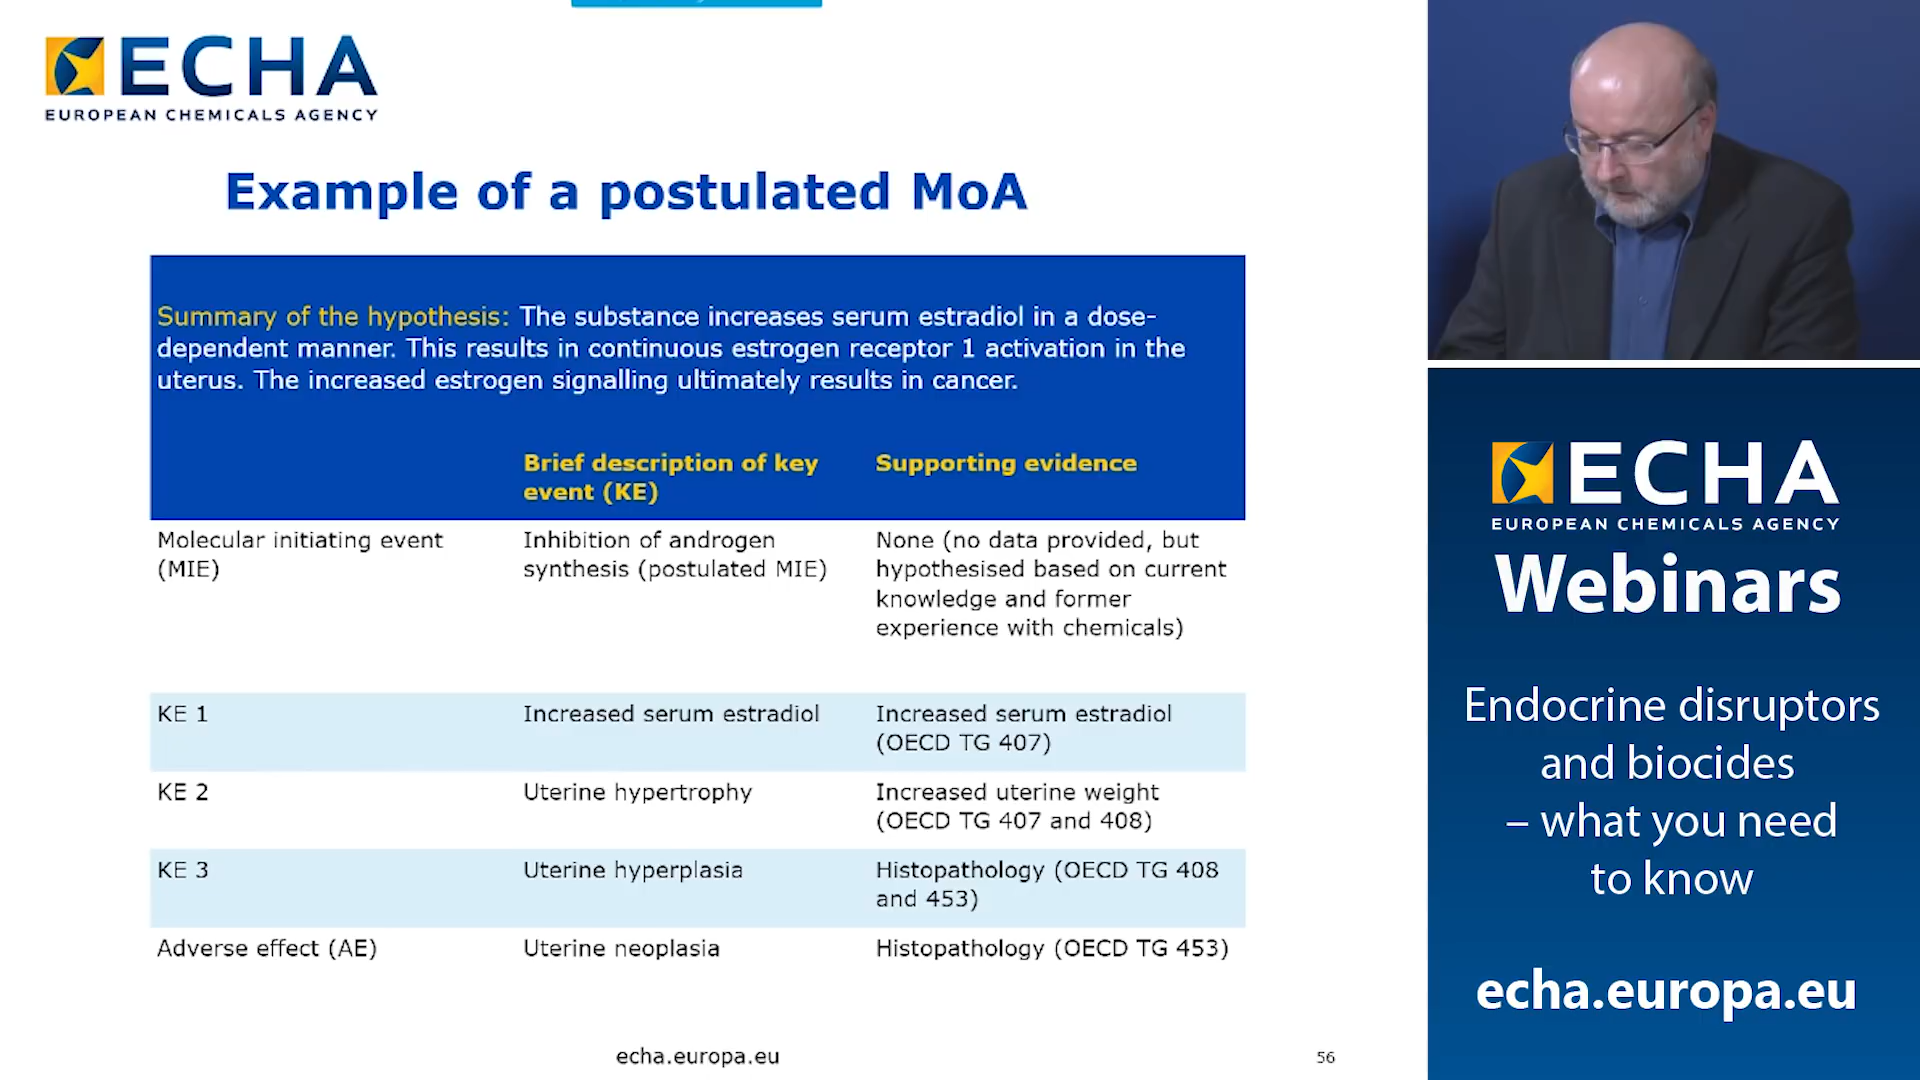 ECHA
EUROPEAN CHEMICALS AGENCY
Example of a postulated MoA
Summary of the hypothesis: The substance increases serum estradiol in a dose-
dependent manner. This results in continuous estrogen receptor 1 activation in the
uterus. The increased estrogen signalling ultimately results in cancer.
Brief description of key
event (KE)
Supporting evidence
Molecular initiating event
(MIE)
Inhibition of androgen
synthesis (postulated MIE)
None (no data provided, but
hypothesised based on current
knowledge and former
experience with chemicals)
KE 1
Increased serum estradiol
Increased serum estradiol
(OECD TG 407)
KE 2
Uterine hypertrophy
Increased uterine weight
(OECD TG 407 and 408)
KE 3
Uterine hyperplasia
Histopathology (OECD TG 408
and 453)
Adverse effect (AE)
Uterine neoplasia
Histopathology (OECD TG 453)
echa.europa.eu
56
ECHA
EUROPEAN CHEMICALS AGENCY
Webinars
Endocrine disruptors
and biocides
– what you need
to know
echa.europa.eu